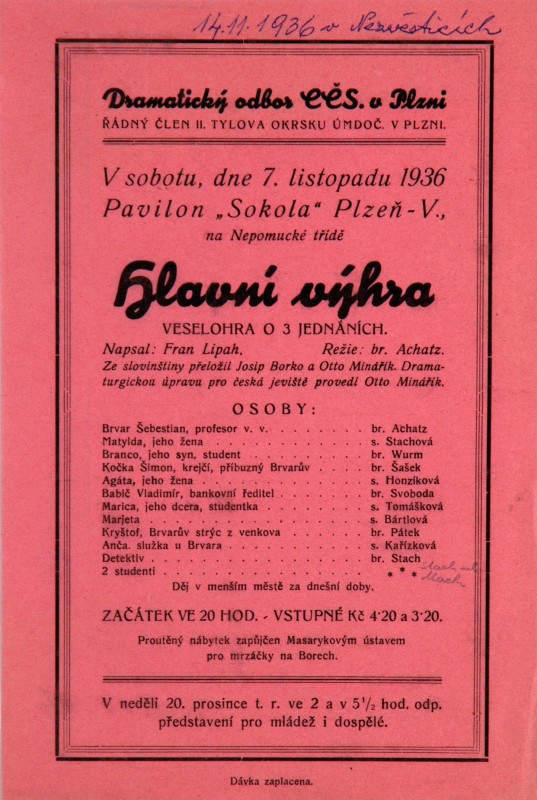 14.11.1936 v Nezvěsticích
Dramatický odbor CČS. v Plzni
ŘÁDNÝ ČLEN II. TYLOVA OKRSKU ÚMDOČ. V PLZNI.
V sobotu, dne 7. listopadu 1936
Pavilon „Sokola“ Plzeň-V.,
na Nepomucké třídě
Hlavní výhra
VESELOHRA O 3 JEDNÁNÍCH.
Napsal: Fran Lipah. Režie: br. Achatz.
Ze slovinštiny přeložil Josip Borko a Otto Minářík. Drama-
turgickou úpravu pro česká jeviště provedl Otto Minářík.
OSOBY:
Brvar Šebestian, profesor v. v. . . . . . . . . br. Achatz
Matylda, jeho žena . . . . . . . . . . . . s. Stachová
Branco, jeho syn, student . . . . . . . . . br. Wurm
Kočka Šimon, krejčí, příbuzný Brvarův . . . . br. Šašek
Agáta, jeho žena . . . . . . . . . . . . . s. Honzíková
Babič Vladimír, bankovní ředitel . . . . . . . br. Svoboda
Marica, jeho dcera, studentka . . . . . . . . s. Tomášková
Marjeta . . . . . . . . . . . . . . . . . s. Bártlová
Kryštof, Brvarův strýc z venkova . . . . . . br. Pátek
Anča. služka u Brvara . . . . . . . . . . . s. Kařízková
Detektiv . . . . . . . . . . . . . . . . . br. Stach
2 studenti . . . . . . . . . . . . . . . . * * *
Děj v menším městě za dnešní doby.
ZAČÁTEK VE 20 HOD. - VSTUPNÉ Kč 4·20 a 3·20.
Proutěný nábytek zapůjčen Masarykovým ústavem
pro mrzáčky na Borech.
V neděli 20. prosince t. r. ve 2 a v 5 1/2 hod. odp.
představení pro mládež i dospělé.
Dávka zaplacena.